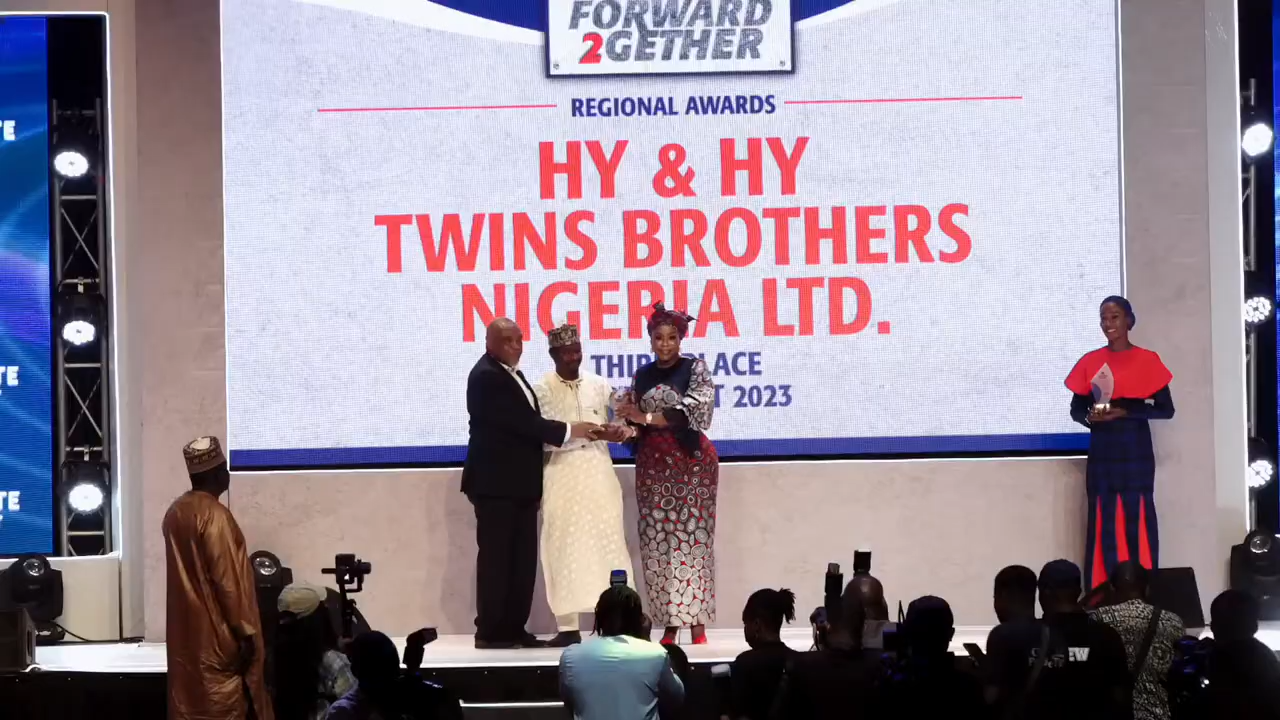 FORWARD
2GETHER
REGIONAL AWARDS
HY & HY
TWINS BROTHERS
NIGERIA LTD.
2023